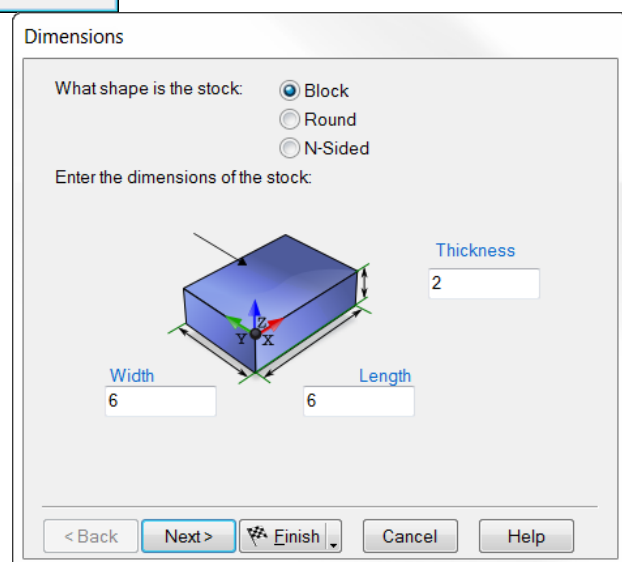 Dimensions
What shape is the stock:
Block
Round
N-Sided
Enter the dimensions of the stock:
Thickness
2
Z
Y X
Width Length
6 6
< Back Next > Finish Cancel Help